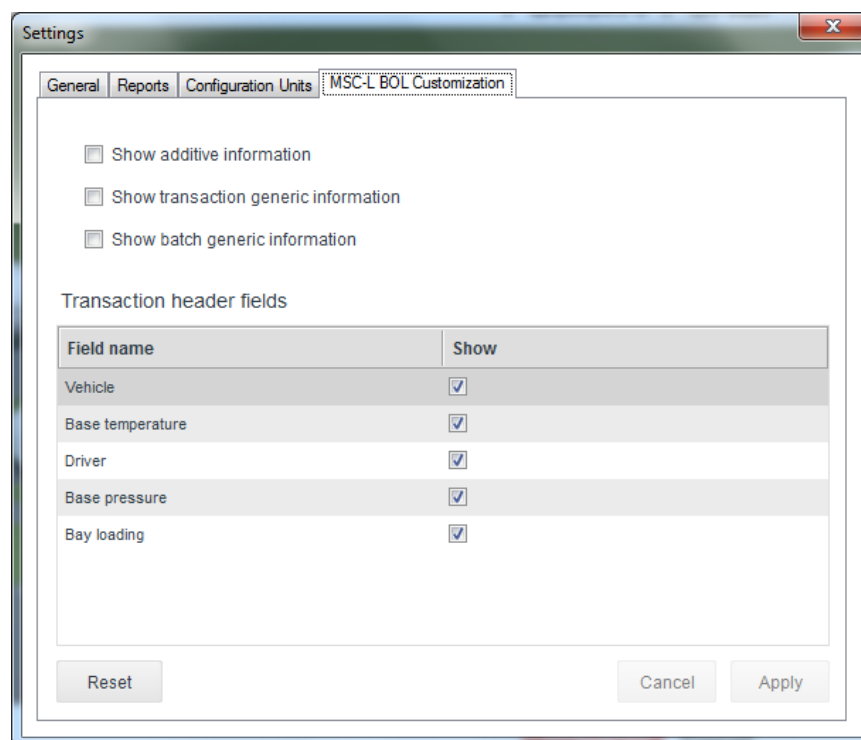 Settings
General Reports Configuration Units MSC-L BOL Customization
Show additive information
Show transaction generic information
Show batch generic information
Transaction header fields
Field name Show
Vehicle
Base temperature
Driver
Base pressure
Bay loading
Reset Cancel Apply